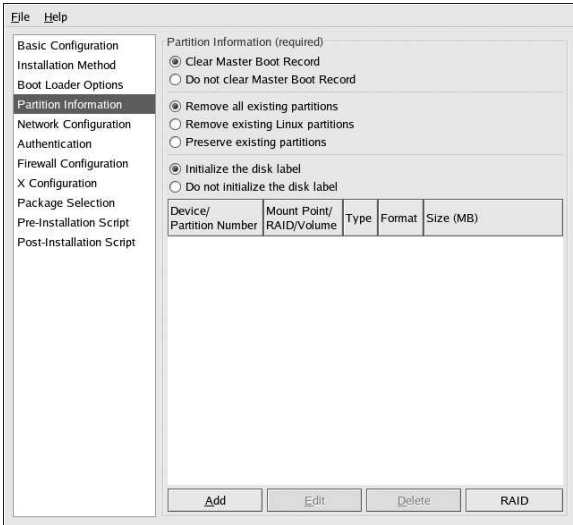 File Help
Basic Configuration
Installation Method
Boot Loader Options
Partition Information
Network Configuration
Authentication
Firewall Configuration
X Configuration
Package Selection
Pre-Installation Script
Post-Installation Script
Partition Information (required)
Clear Master Boot Record
Do not clear Master Boot Record
Remove all existing partitions
Remove existing Linux partitions
Preserve existing partitions
Initialize the disk label
Do not initialize the disk label
Device/
Partition Number
Mount Point/
RAID/Volume
Type
Format
Size (MB)
Add
Edit
Delete
RAID